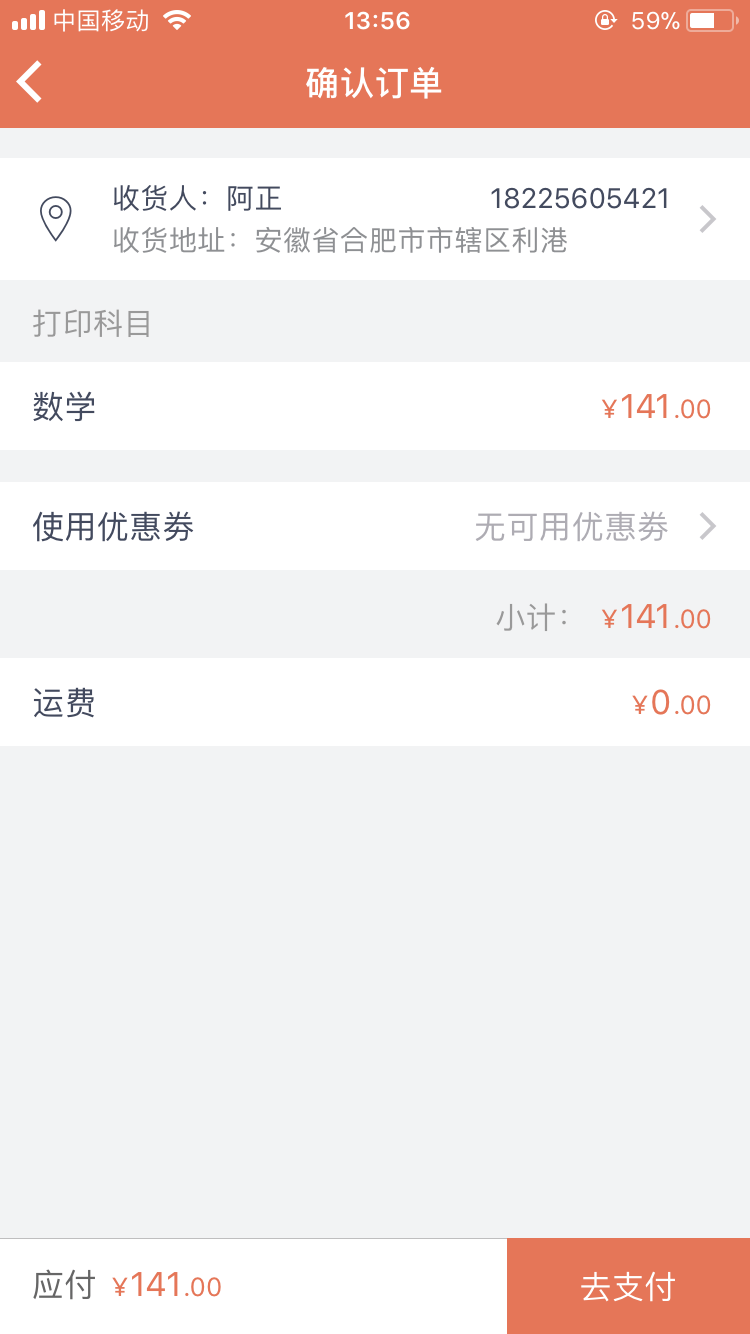 中国移动 13:56 59%
确认订单
收货人：阿正 18225605421
收货地址：安徽省合肥市市辖区利港
打印科目
数学 ¥141.00
使用优惠劵 无可用优惠劵
小计： ¥141.00
运费 ¥0.00
应付 ¥141.00 去支付